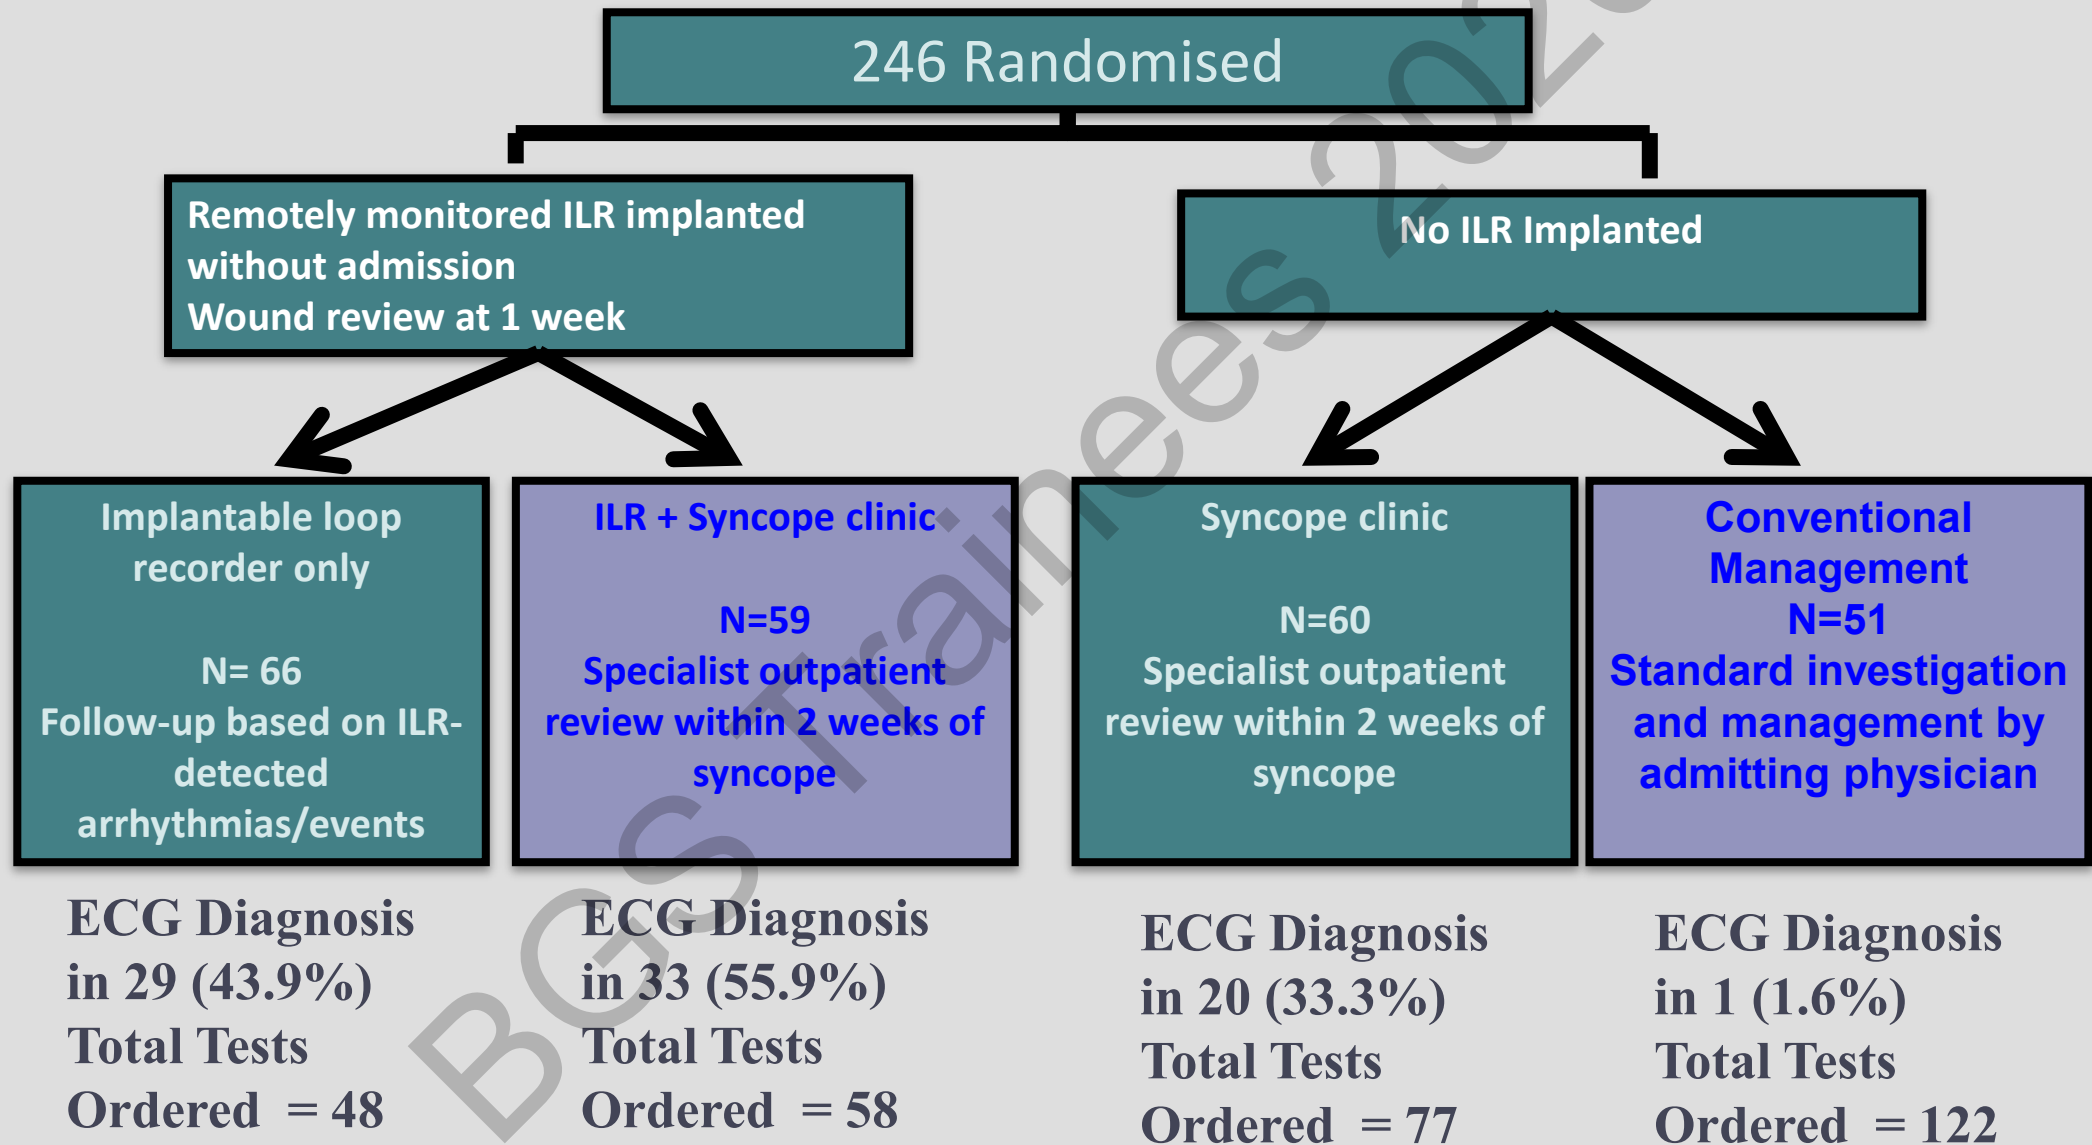 246 Randomised
Remotely monitored ILR implanted
without admission
Wound review at 1 week
No ILR Implanted
Implantable loop
recorder only
N= 66
Follow-up based on ILR-
detected
arrhythmias/events
ILR + Syncope clinic
N=59
Specialist outpatient
review within 2 weeks of
syncope
Syncope clinic
N=60
Specialist outpatient
review within 2 weeks of
syncope
Conventional
Management
N=51
Standard investigation
and management by
admitting physician
ECG Diagnosis
in 29 (43.9%)
Total Tests
Ordered  = 48
ECG Diagnosis
in 33 (55.9%)
Total Tests
Ordered  = 58
ECG Diagnosis
in 20 (33.3%)
Total Tests
Ordered  = 77
ECG Diagnosis
in 1 (1.6%)
Total Tests
Ordered  = 122
BGS Trainees